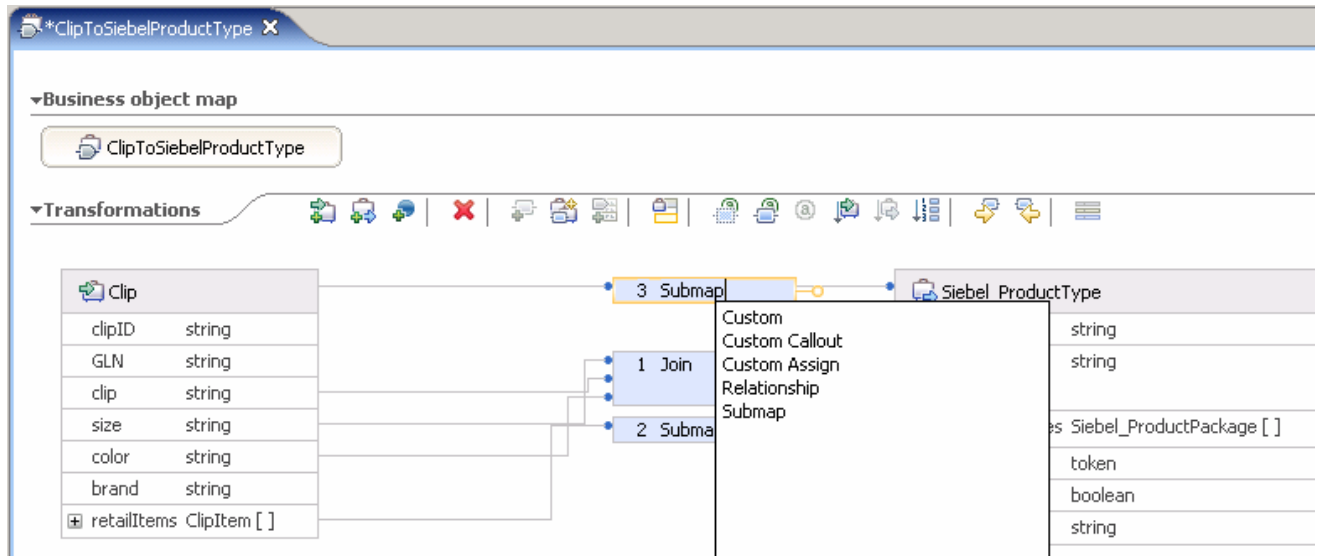 *ClipToSiebelProductType
Business object map
ClipToSiebelProductType
Transformations
Clip
3 Submap
Siebel_ProductType
clipID string
Custom
string
GLN string
Custom Callout
1 Join
Custom Assign
string
clip string
Relationship
size string
2 Subma
Submap
es Siebel_ProductPackage [ ]
color string
token
brand string
boolean
retailItems ClipItem [ ]
string